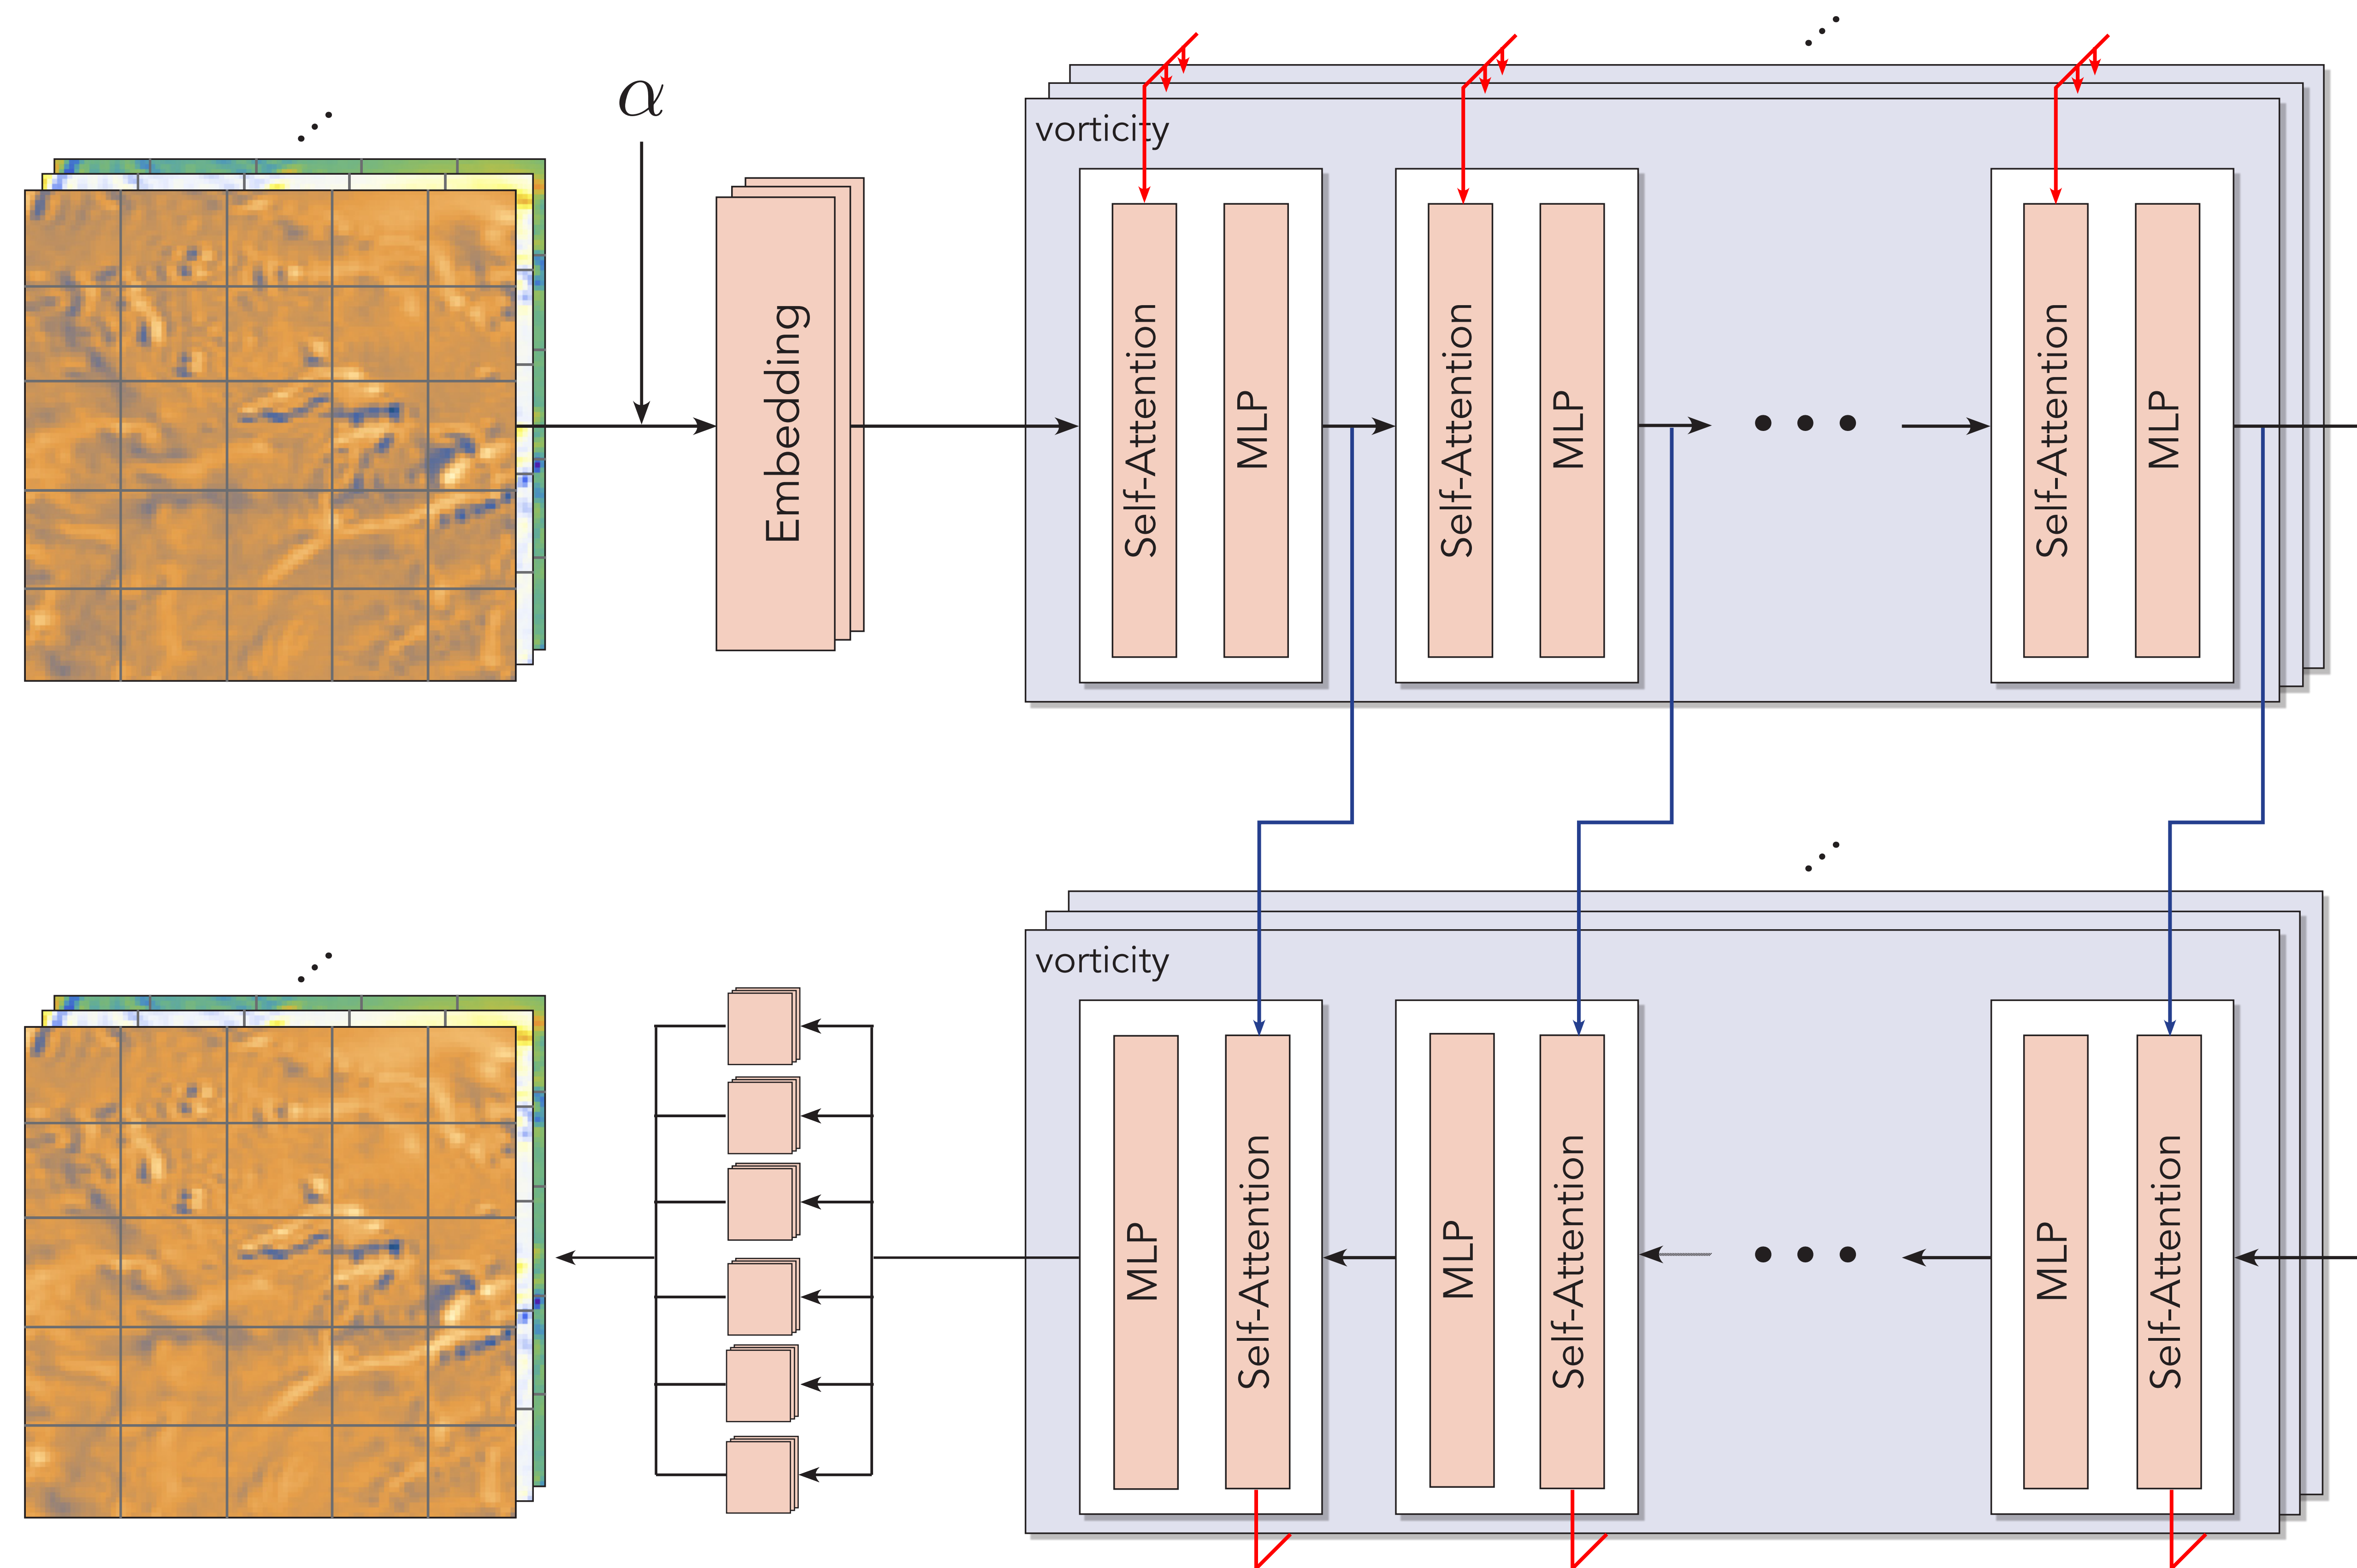 α
vorticity
Embedding
Self-Attention
MLP
Self-Attention
MLP
Self-Attention
MLP
vorticity
MLP
Self-Attention
MLP
Self-Attention
MLP
Self-Attention